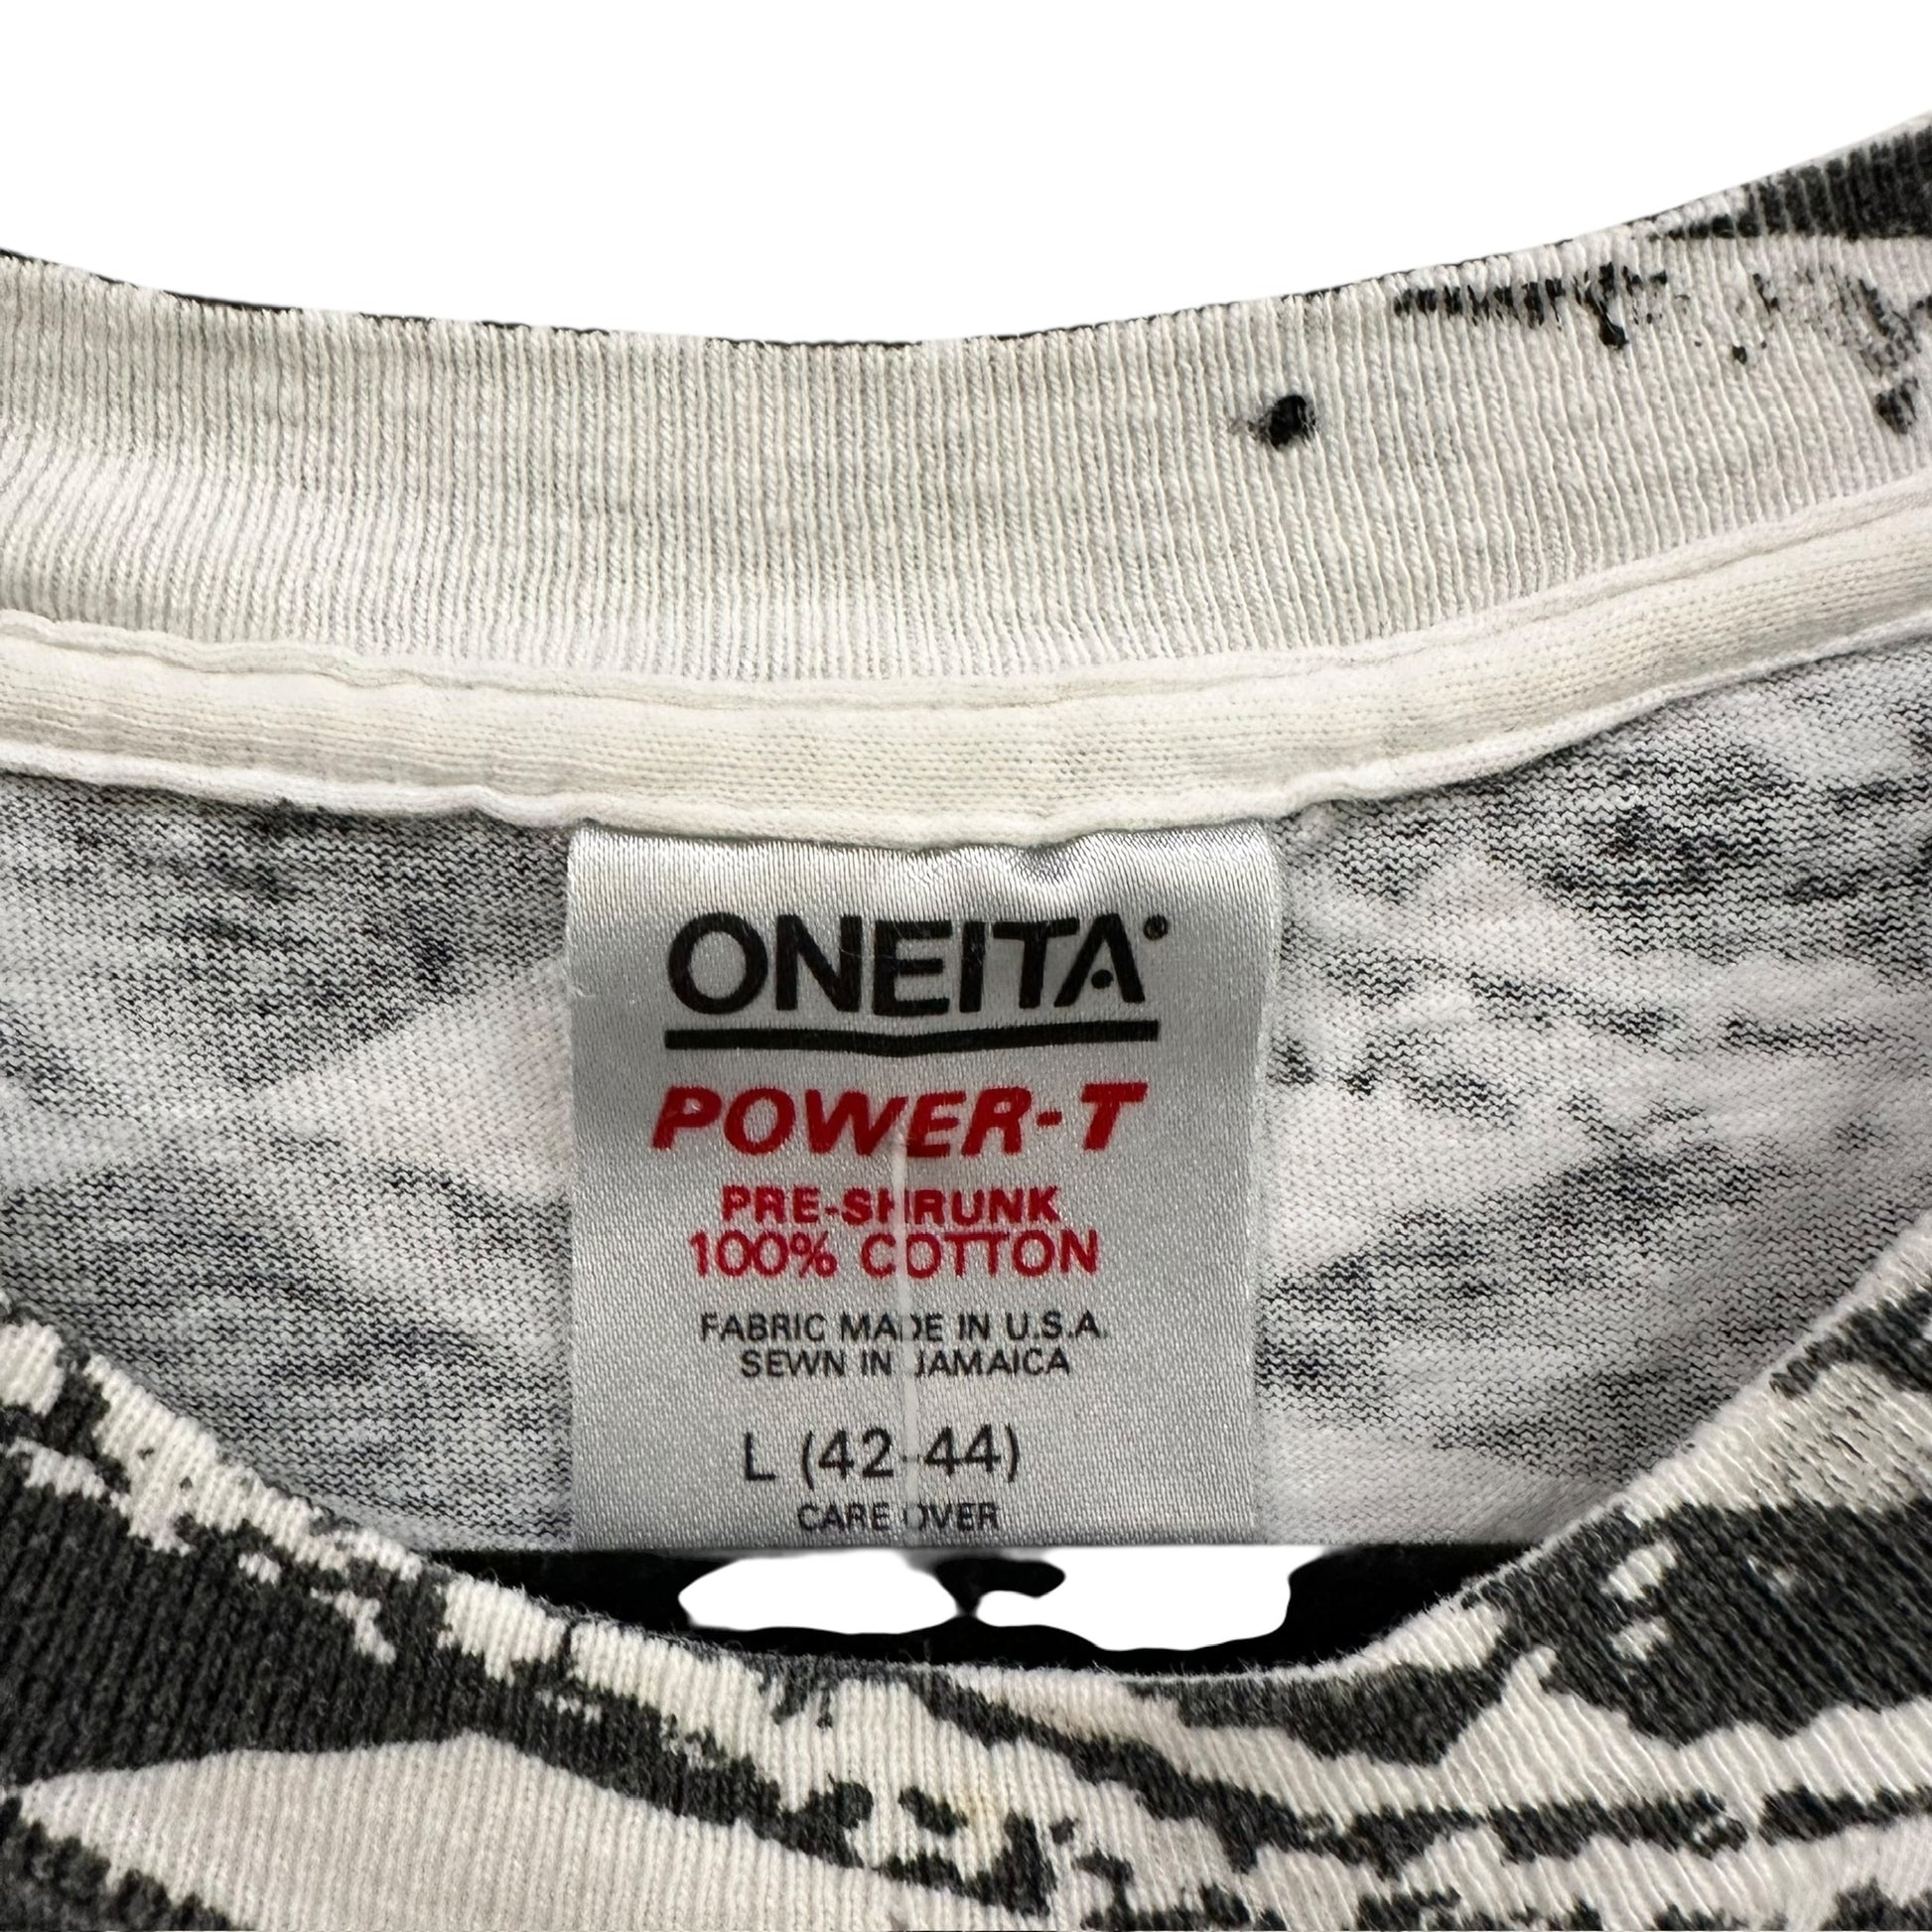 ONEITA®
POWER-T
PRE-SHRUNK
100% COTTON
FABRIC MADE IN U.S.A.
SEWN IN JAMAICA
L (42-44)
CARE OVER